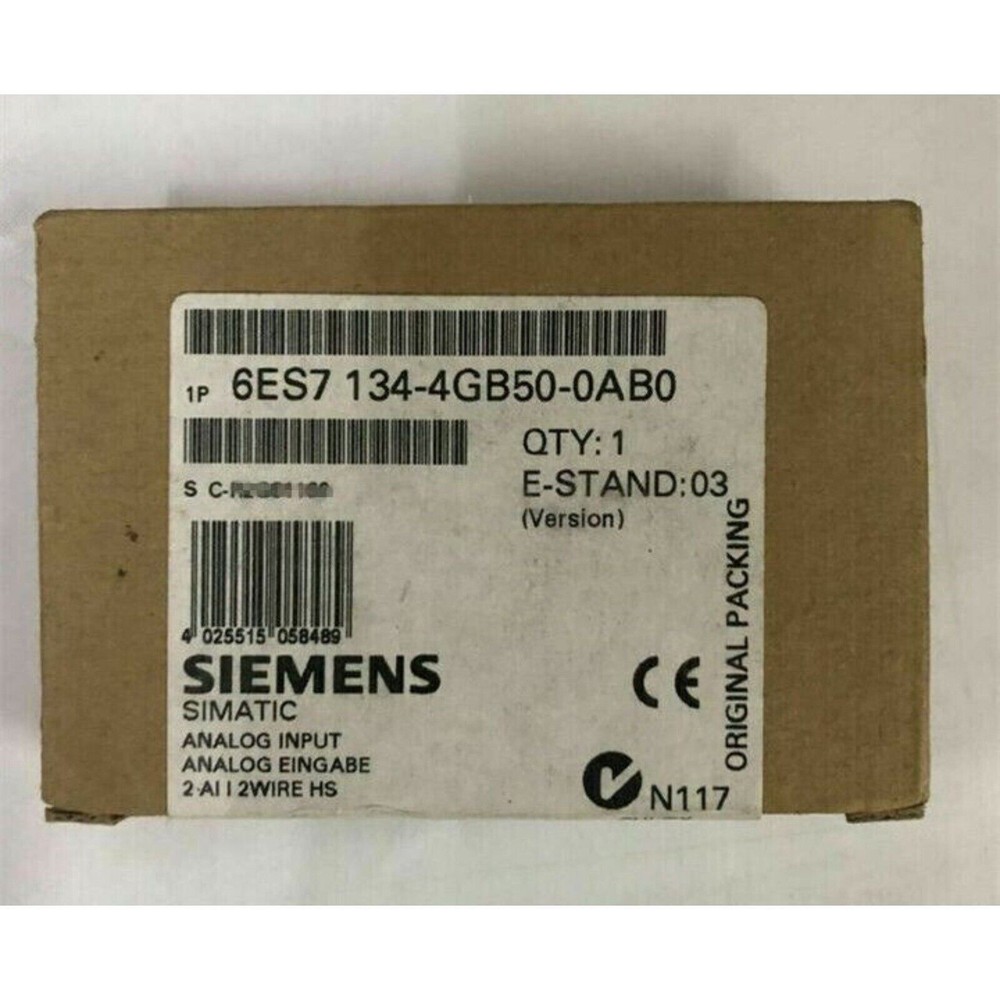 1P 6ES7 134-4GB50-0AB0
QTY: 1
S C-
E-STAND:03
(Version)
4 025515 058489
SIEMENS
SIMATIC
ANALOG INPUT
ANALOG EINGABE
2 AI I 2WIRE HS
CE
N117
ORIGINAL PACKING